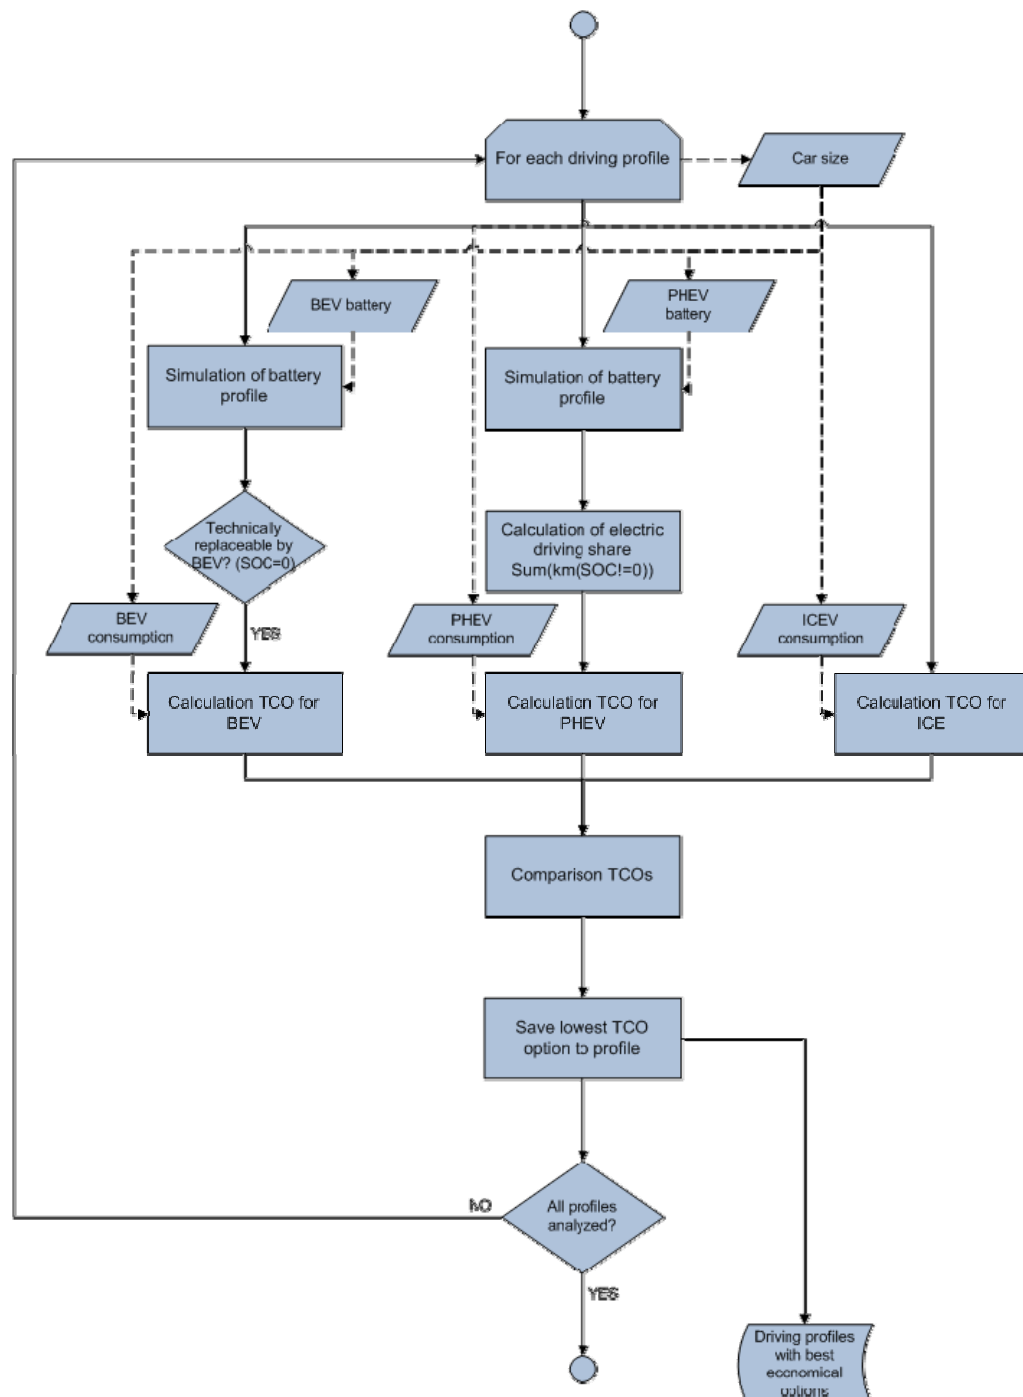 For each driving profile
Car size
BEV battery
PHEV
battery
Simulation of battery
profile
Simulation of battery
profile
Technically
replaceable by
BEV? (SOC=0)
Calculation of electric
driving share
Sum(km(SOC!=0))
BEV
consumption
YES
PHEV
consumption
ICEV
consumption
Calculation TCO for
BEV
Calculation TCO for
PHEV
Calculation TCO for
ICE
Comparison TCOs
Save lowest TCO
option to profile
NO
All profiles
analyzed?
YES
Driving profiles
with best
economical
options